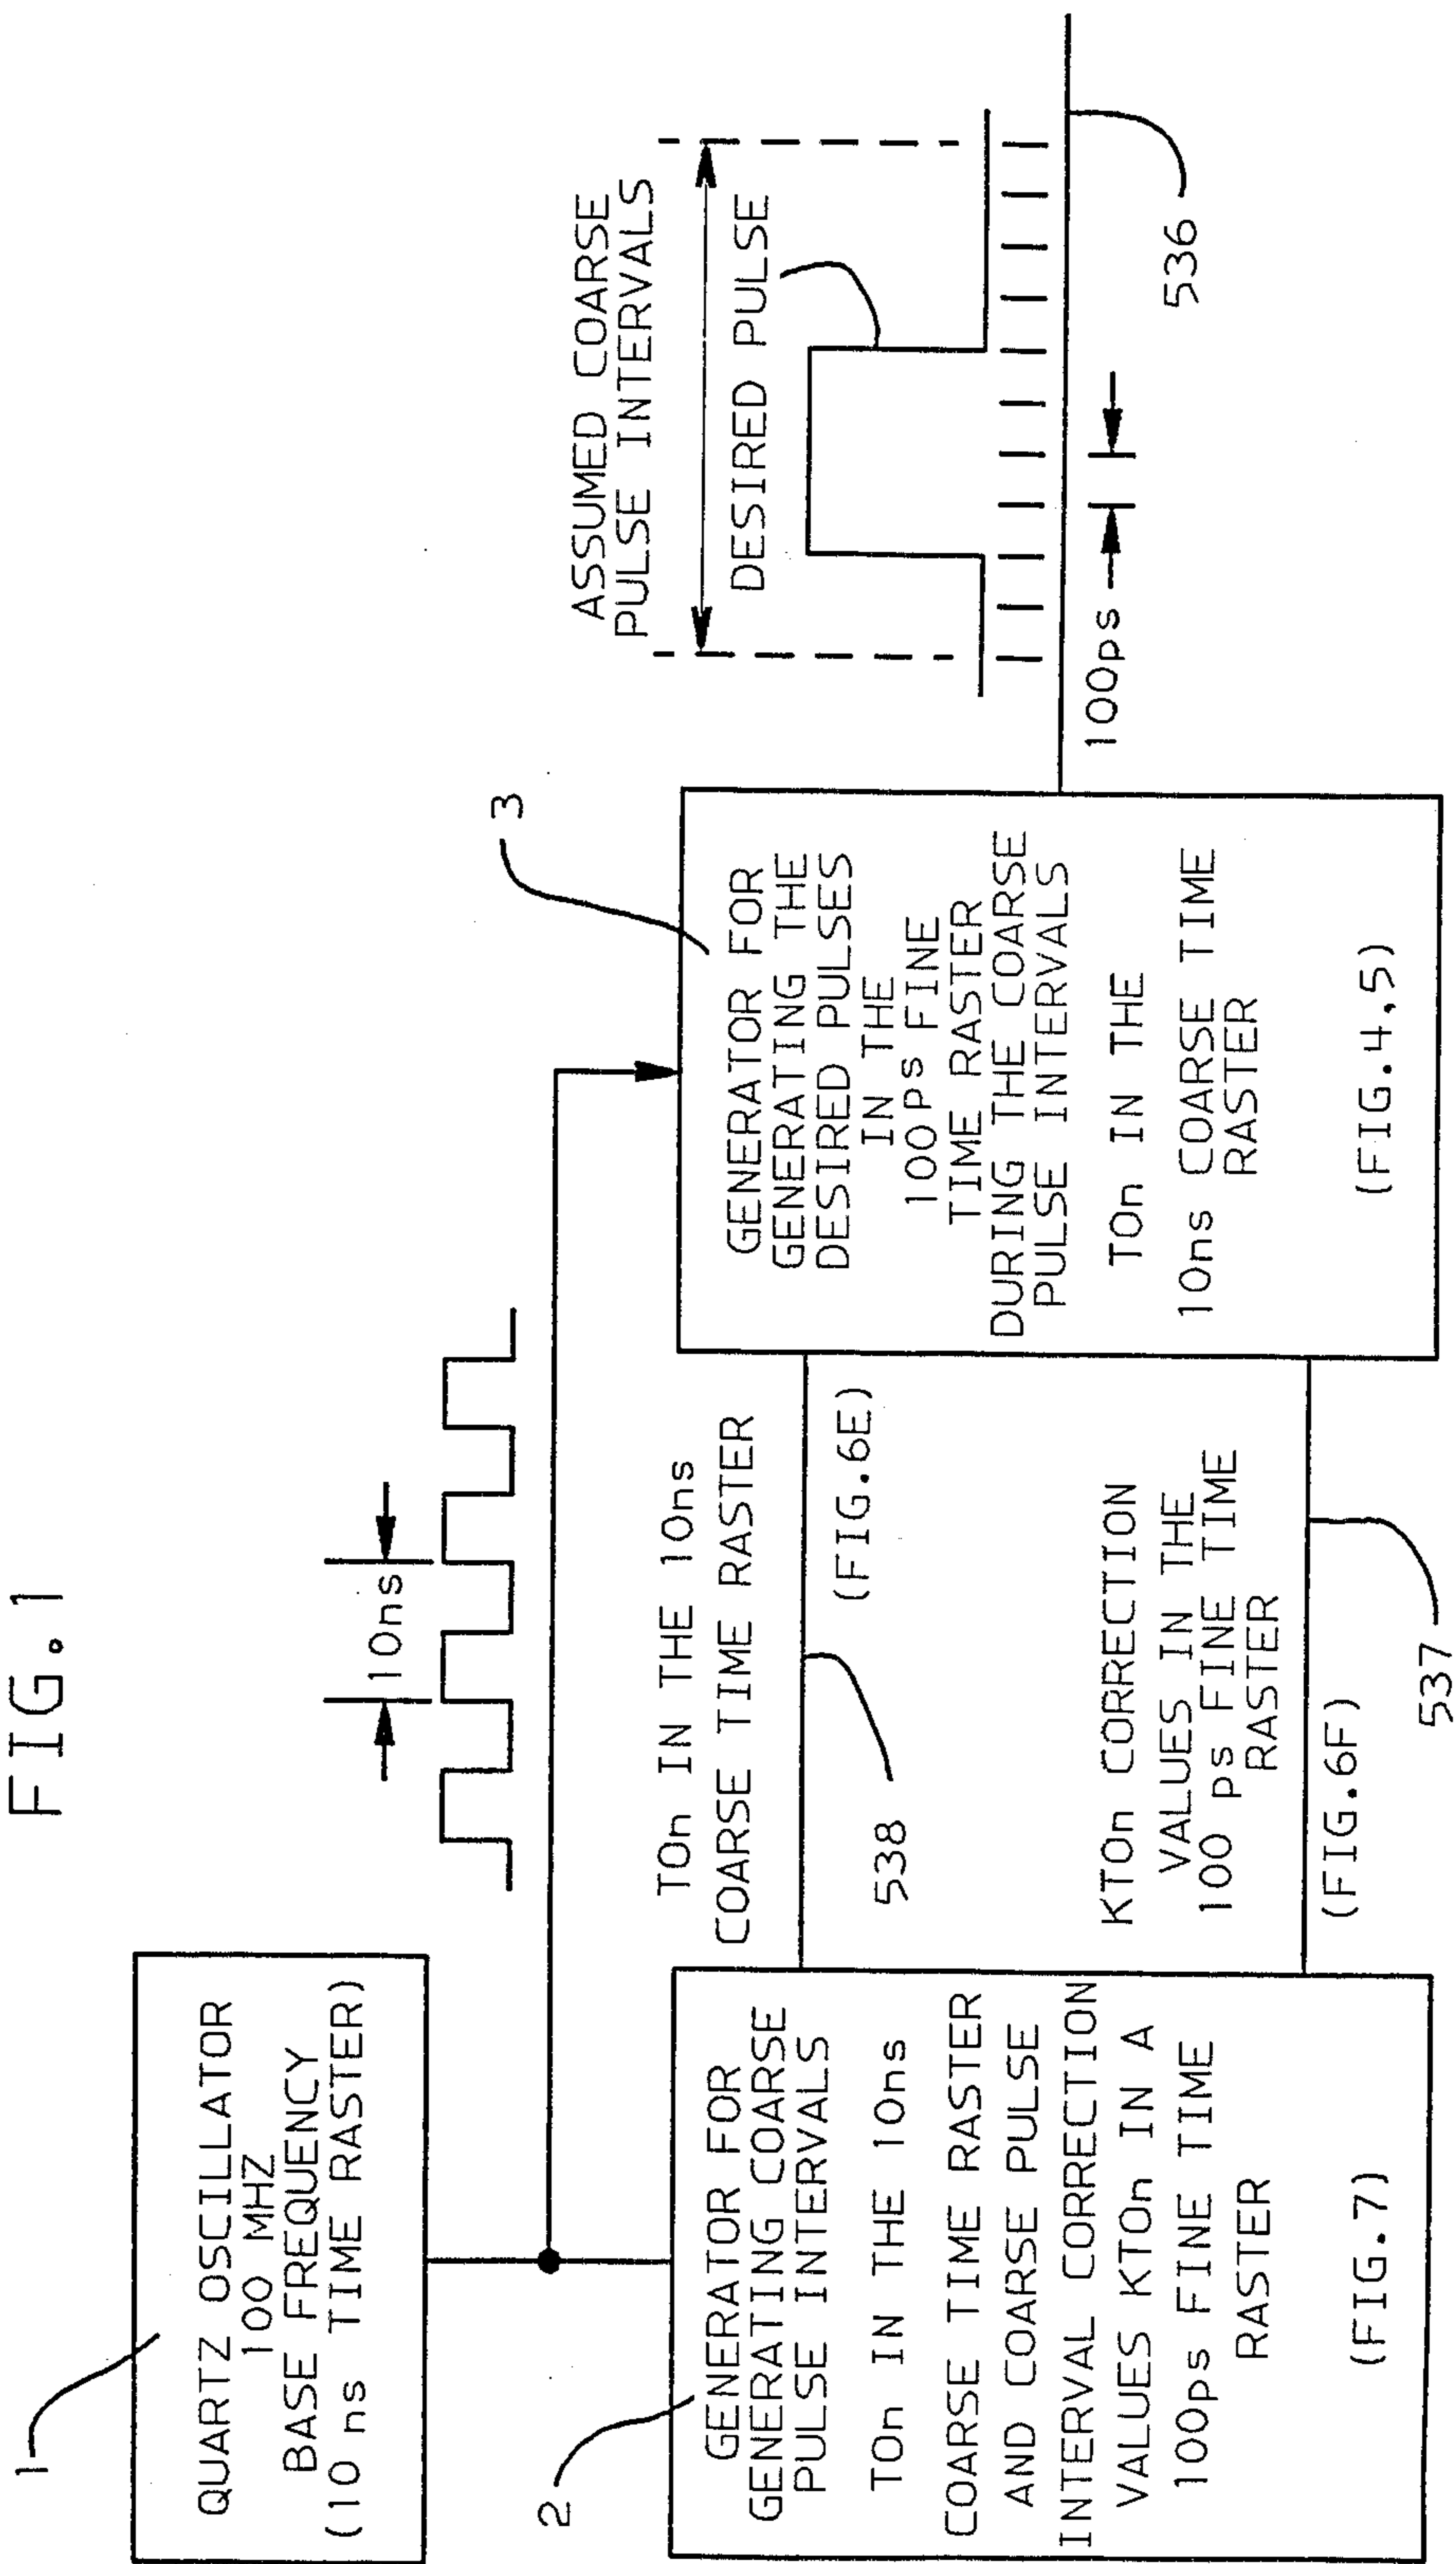 FIG.1
1
QUARTZ OSCILLATOR
100 MHZ
BASE FREQUENCY
(10 ns TIME RASTER)
10ns
2
GENERATOR FOR
GENERATING COARSE
PULSE INTERVALS
TOn IN THE 10ns
COARSE TIME RASTER
AND COARSE PULSE
INTERVAL CORRECTION
VALUES KTOn IN A
100ps FINE TIME
RASTER
(FIG.7)
TOn IN THE 10ns
COARSE TIME RASTER
538
(FIG.6E)
KTOn CORRECTION
VALUES IN THE
100 ps FINE TIME
RASTER
(FIG.6F)
537
3
GENERATOR FOR
GENERATING THE
DESIRED PULSES
IN THE
100Ps FINE
TIME RASTER
DURING THE COARSE
PULSE INTERVALS
TOn IN THE
10ns COARSE TIME
RASTER
(FIG.4,5)
ASSUMED COARSE
PULSE INTERVALS
DESIRED PULSE
100ps
536